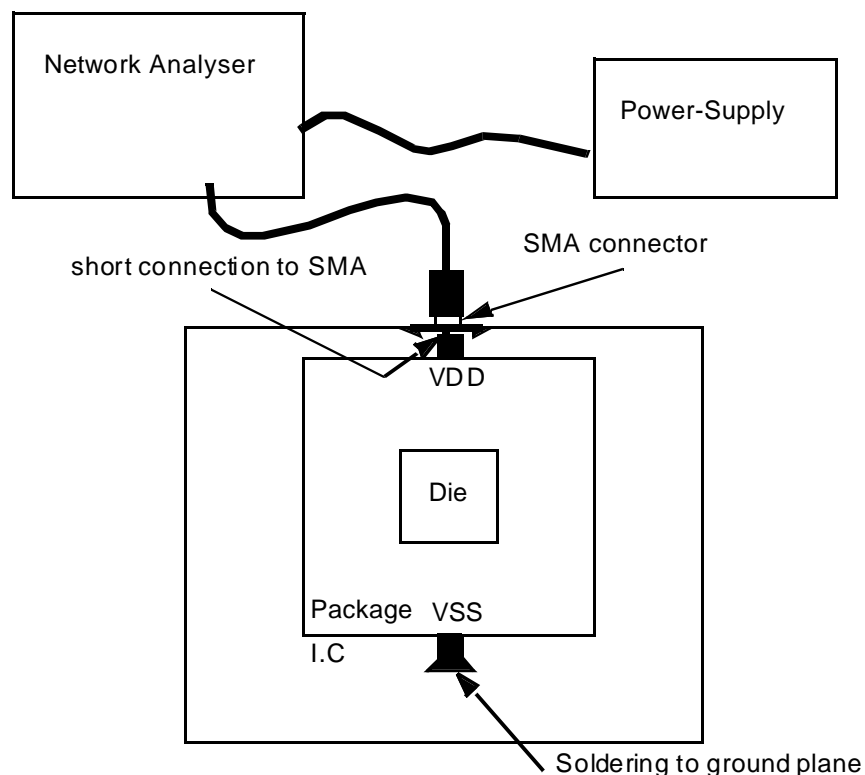 Network Analyser
Power-Supply
SMA connector
short connection to SMA
VDD
Die
Package VSS
I.C
Soldering to ground plane